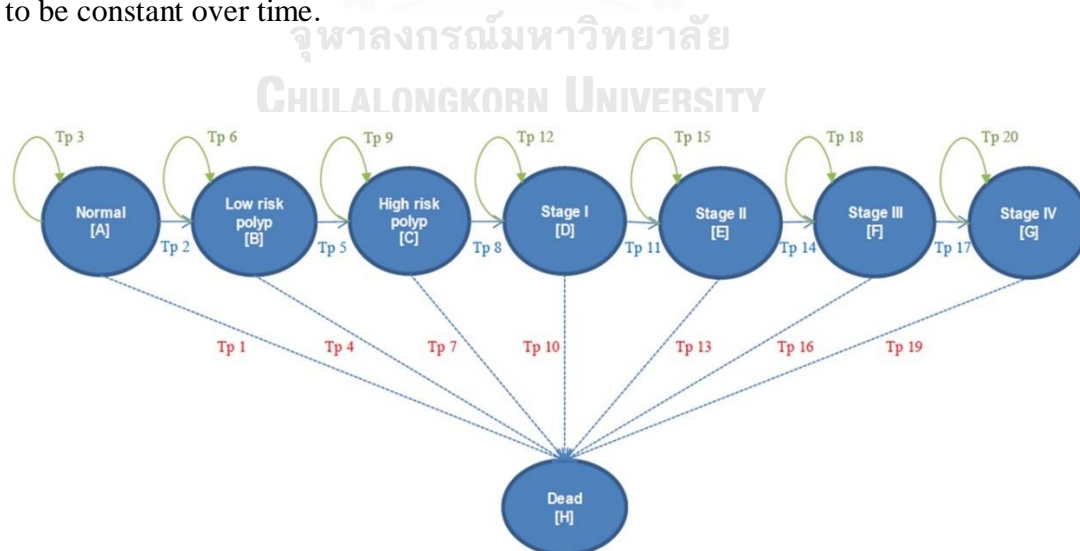 to be constant over time.
จุฬาลงกรณ์มหาวิทยาลัย
CHULALONGKORN UNIVERSITY
Tp 3
Tp 6
Tp 9
Tp 12
Tp 15
Tp 18
Tp 20
Normal
[A]
Low risk
polyp
[B]
High risk
polyp
[C]
Stage I
[D]
Stage II
[E]
Stage III
[F]
Stage IV
[G]
Tp 2
Tp 5
Tp 8
Tp 11
Tp 14
Tp 17
Tp 1
Tp 4
Tp 7
Tp 10
Tp 13
Tp 16
Tp 19
Dead
[H]